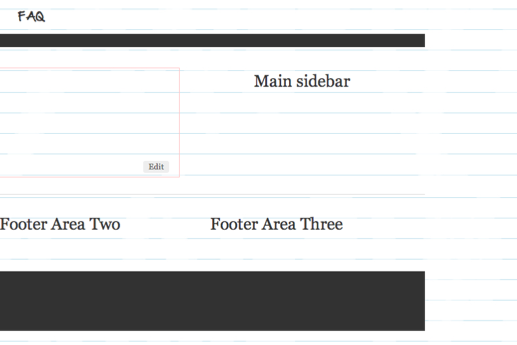 FAQ
Main sidebar
Edit
Footer Area Two
Footer Area Three